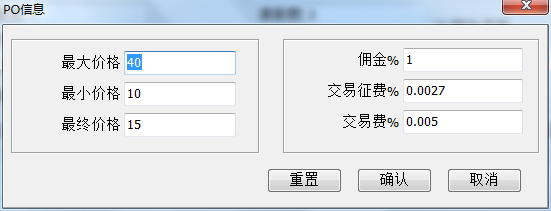 PO信息
最大价格 40
最小价格 10
最终价格 15
佣金% 1
交易征费% 0.0027
交易费% 0.005
重置 确认 取消